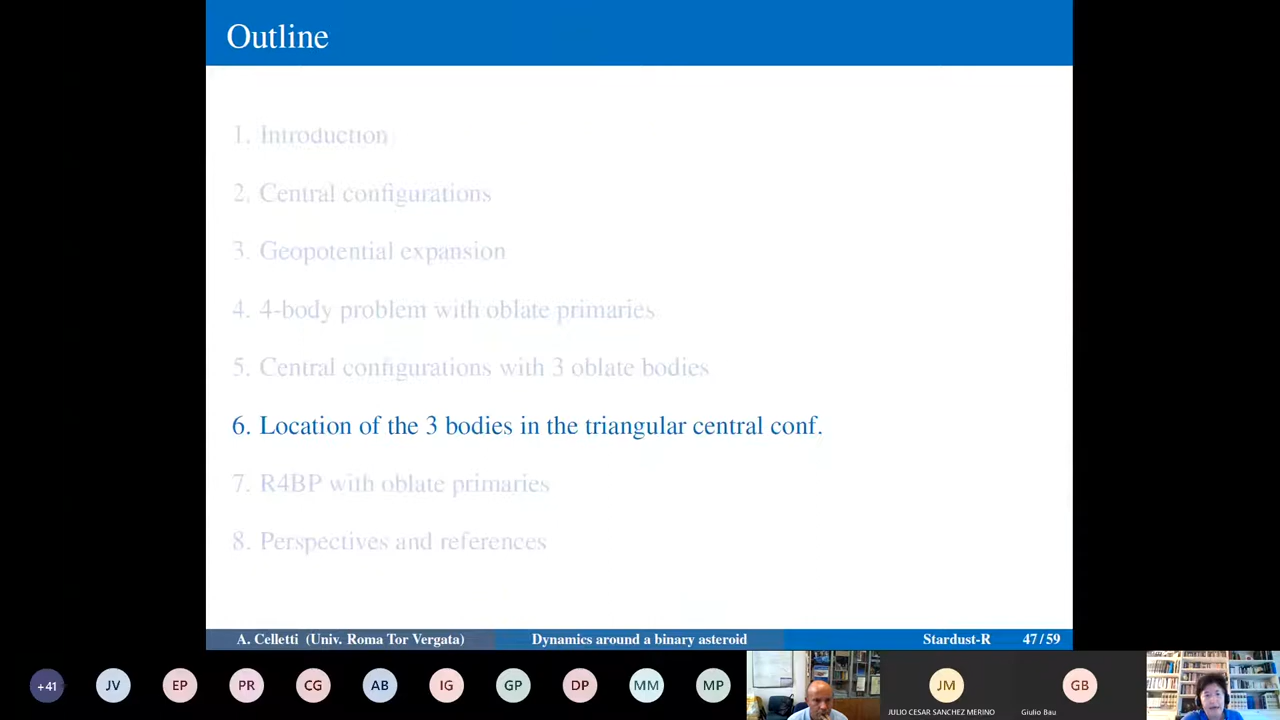 Outline
1. Introduction
2. Central configurations
3. Geopotential expansion
4. 4-body problem with oblate primaries
5. Central configurations with 3 oblate bodies
6. Location of the 3 bodies in the triangular central conf.
7. R4BP with oblate primaries
8. Perspectives and references
A. Celletti (Univ. Roma Tor Vergata) Dynamics around a binary asteroid Stardust-R 47 / 59
+41 JV EP PR CG AB IG GP DP MM MP JM GB
JULIO CESAR SANCHEZ MERINO Giulio Bau